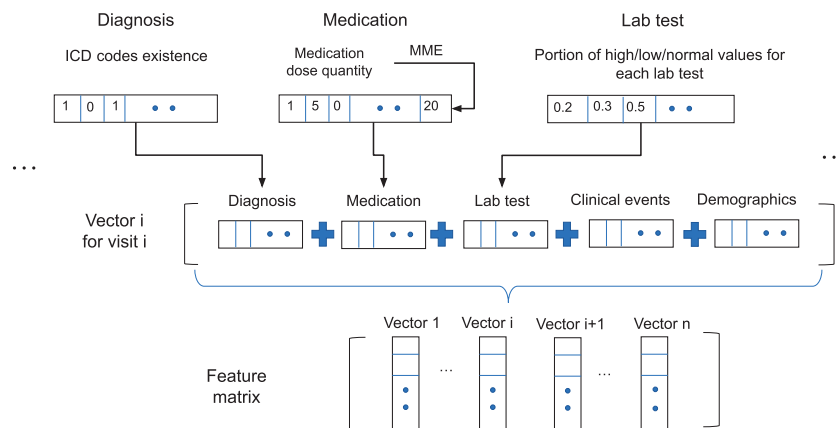 Diagnosis
Medication
Lab test
ICD codes existence
Medication
dose quantity
MME
Portion of high/low/normal values for
each lab test
1 0 1
1 5 0 20
0.2 0.3 0.5
...
..
Vector i
for visit i
Diagnosis
Medication
Lab test
Clinical events
Demographics
Vector 1
Vector i
Vector i+1
Vector n
...
...
Feature
matrix